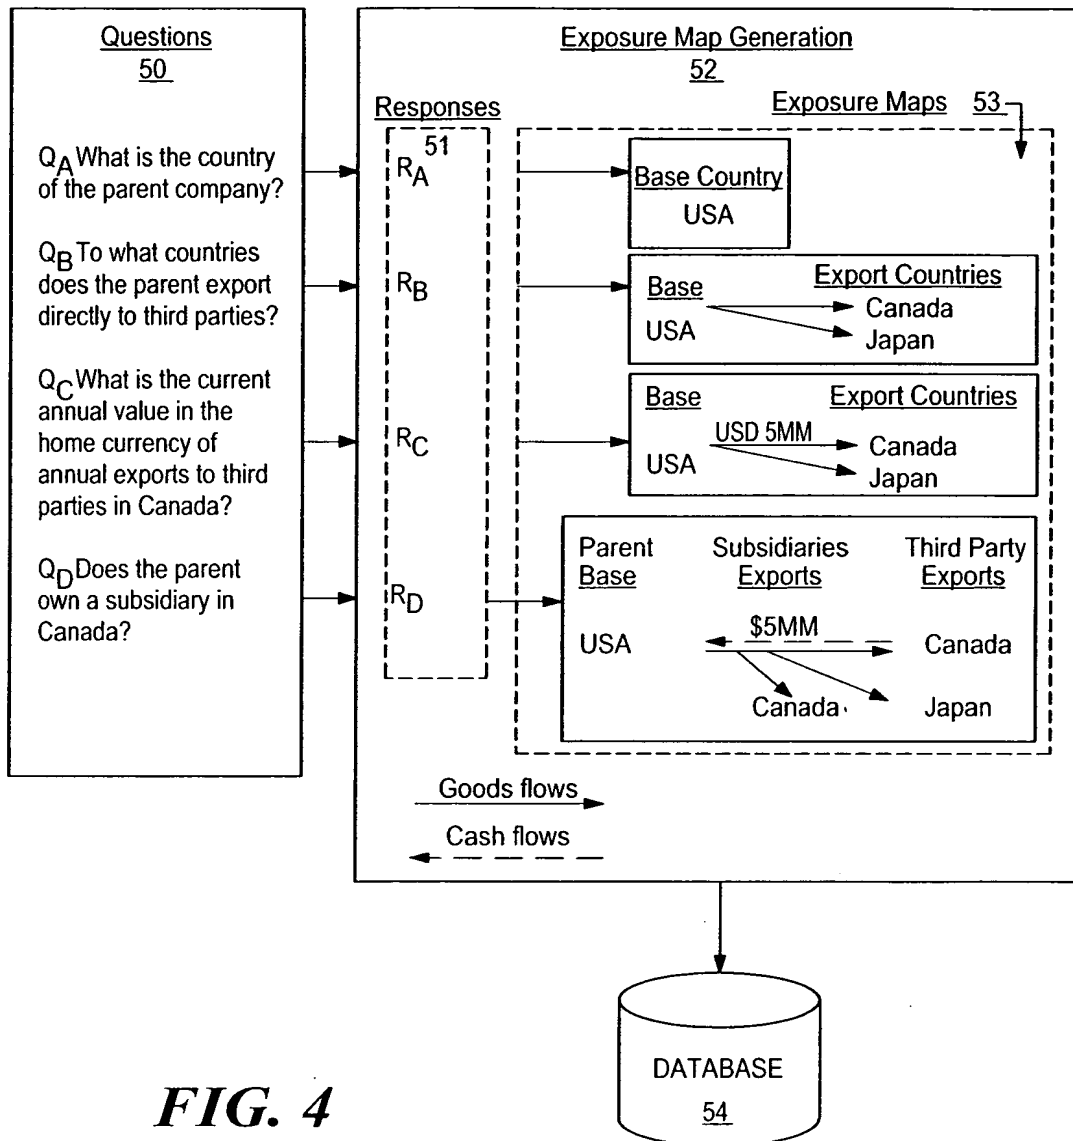 Questions
50
QA What is the country
of the parent company?
QB To what countries
does the parent export
directly to third parties?
QC What is the current
annual value in the
home currency of
annual exports to third
parties in Canada?
QD Does the parent
own a subsidiary in
Canada?
Exposure Map Generation
52
Responses
51
RA
RB
RC
RD
Exposure Maps 53
Base Country
USA
Base Export Countries
USA Canada
Japan
Base Export Countries
USD 5MM
USA Canada
Japan
Parent Subsidiaries Third Party
Base Exports Exports
$5MM
USA Canada
Canada Japan
Goods flows
Cash flows
DATABASE
54
FIG. 4